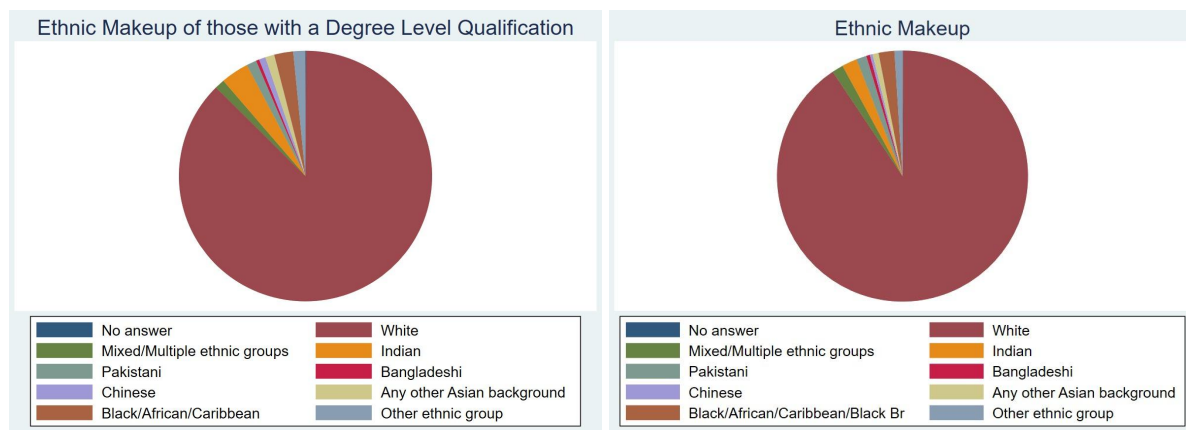 Ethnic Makeup of those with a Degree Level Qualification
No answer
White
Mixed/Multiple ethnic groups
Indian
Pakistani
Bangladeshi
Chinese
Any other Asian background
Black/African/Caribbean
Other ethnic group
Ethnic Makeup
No answer
White
Mixed/Multiple ethnic groups
Indian
Pakistani
Bangladeshi
Chinese
Any other Asian background
Black/African/Caribbean/Black Br
Other ethnic group